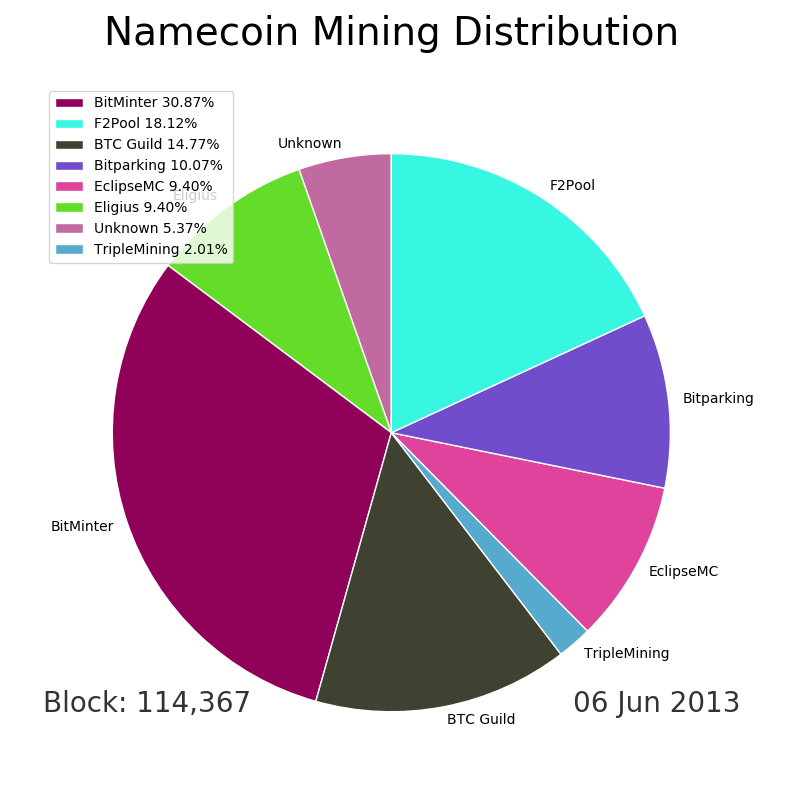 Namecoin Mining Distribution
BitMinter 30.87%
F2Pool 18.12%
BTC Guild 14.77%
Bitparking 10.07%
EclipseMC 9.40%
Eligius 9.40%
Unknown 5.37%
TripleMining 2.01%
Unknown
F2Pool
Eligius
Bitparking
BitMinter
EclipseMC
TripleMining
BTC Guild
Block: 114,367
06 Jun 2013